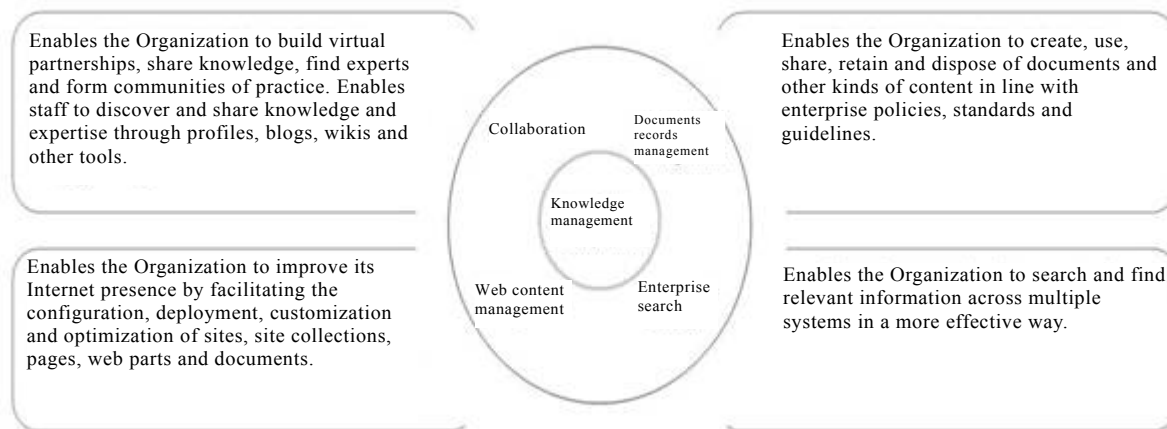 Enables the Organization to build virtual
partnerships, share knowledge, find experts
and form communities of practice. Enables
staff to discover and share knowledge and
expertise through profiles, blogs, wikis and
other tools.
Enables the Organization to create, use,
share, retain and dispose of documents and
other kinds of content in line with
enterprise policies, standards and
guidelines.
Collaboration
Documents
records
management
Knowledge
management
Web content
management
Enterprise
search
Enables the Organization to improve its
Internet presence by facilitating the
configuration, deployment, customization
and optimization of sites, site collections,
pages, web parts and documents.
Enables the Organization to search and find
relevant information across multiple
systems in a more effective way.